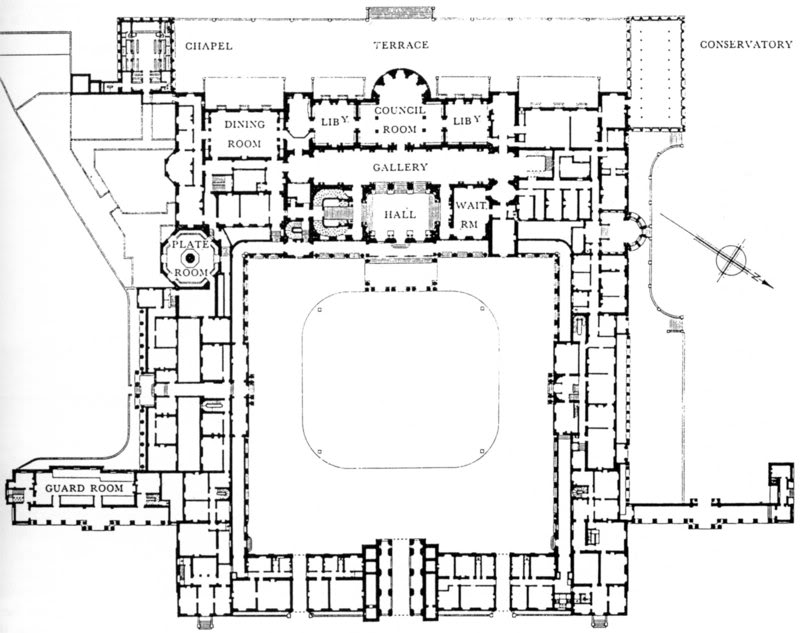 CHAPEL
TERRACE
CONSERVATORY
DINING
ROOM
LIBY.
COUNCIL
ROOM
LIBY.
GALLERY
HALL
WAIT.
RM
PLATE
ROOM
N
GUARD ROOM